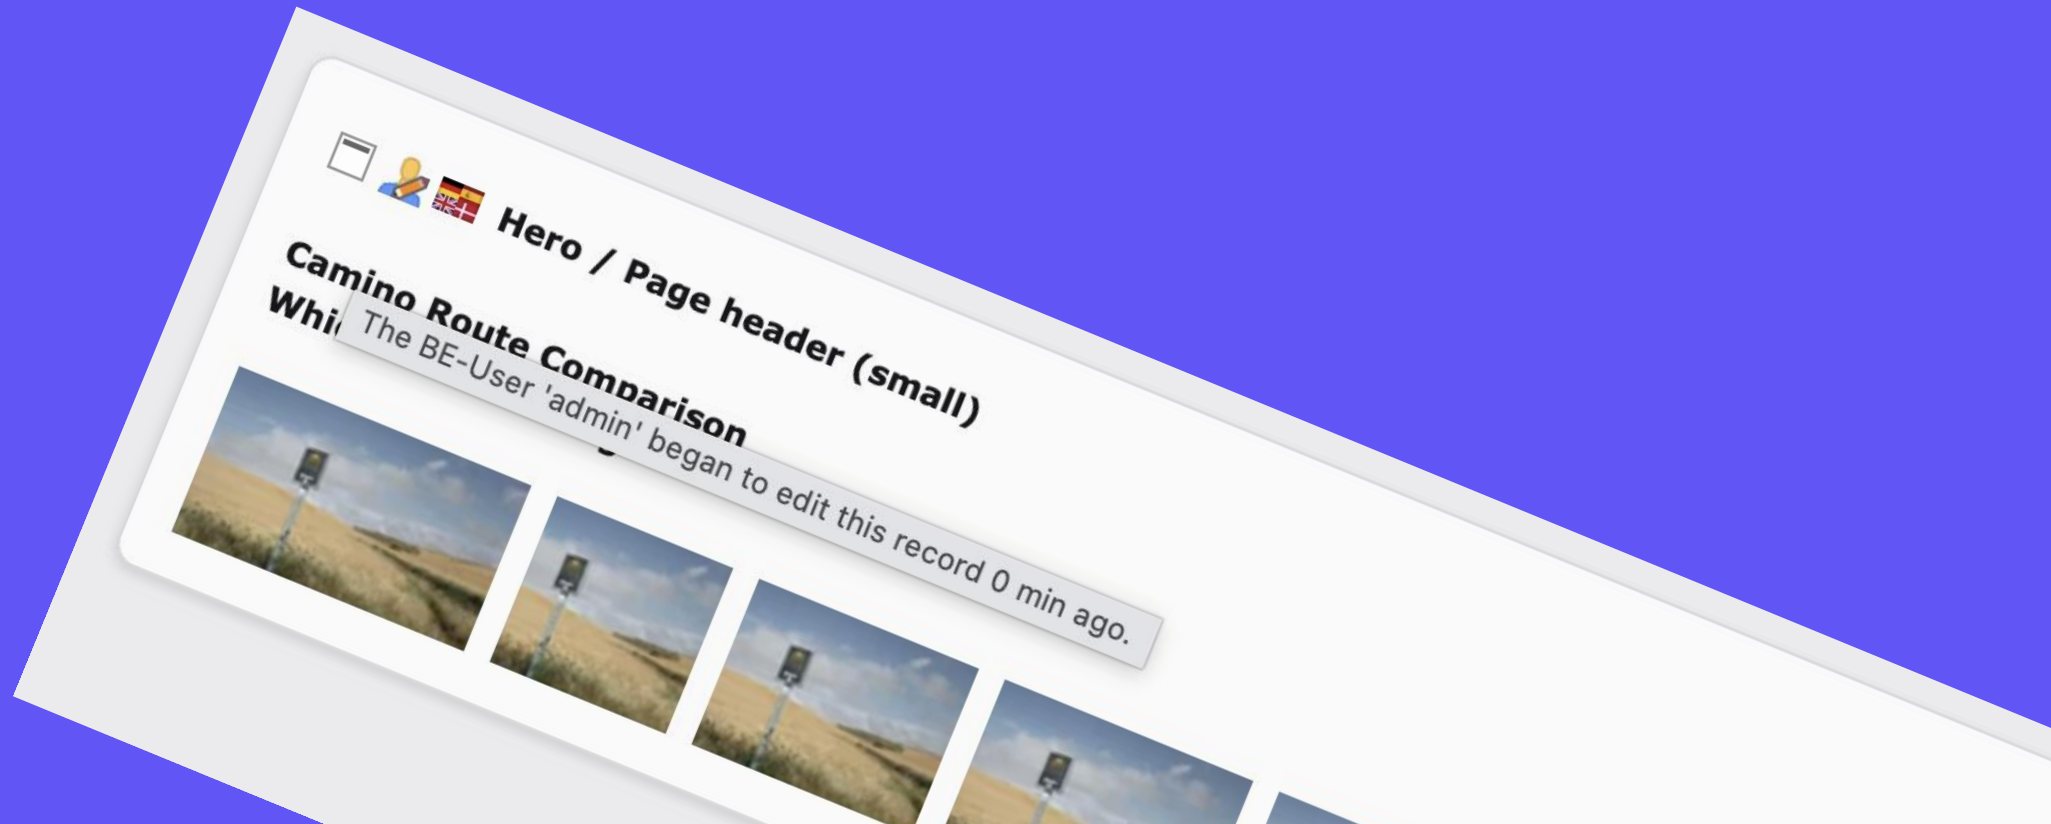 Hero / Page header (small)
Camino Route Comparison
The BE-User 'admin' began to edit this record 0 min ago.